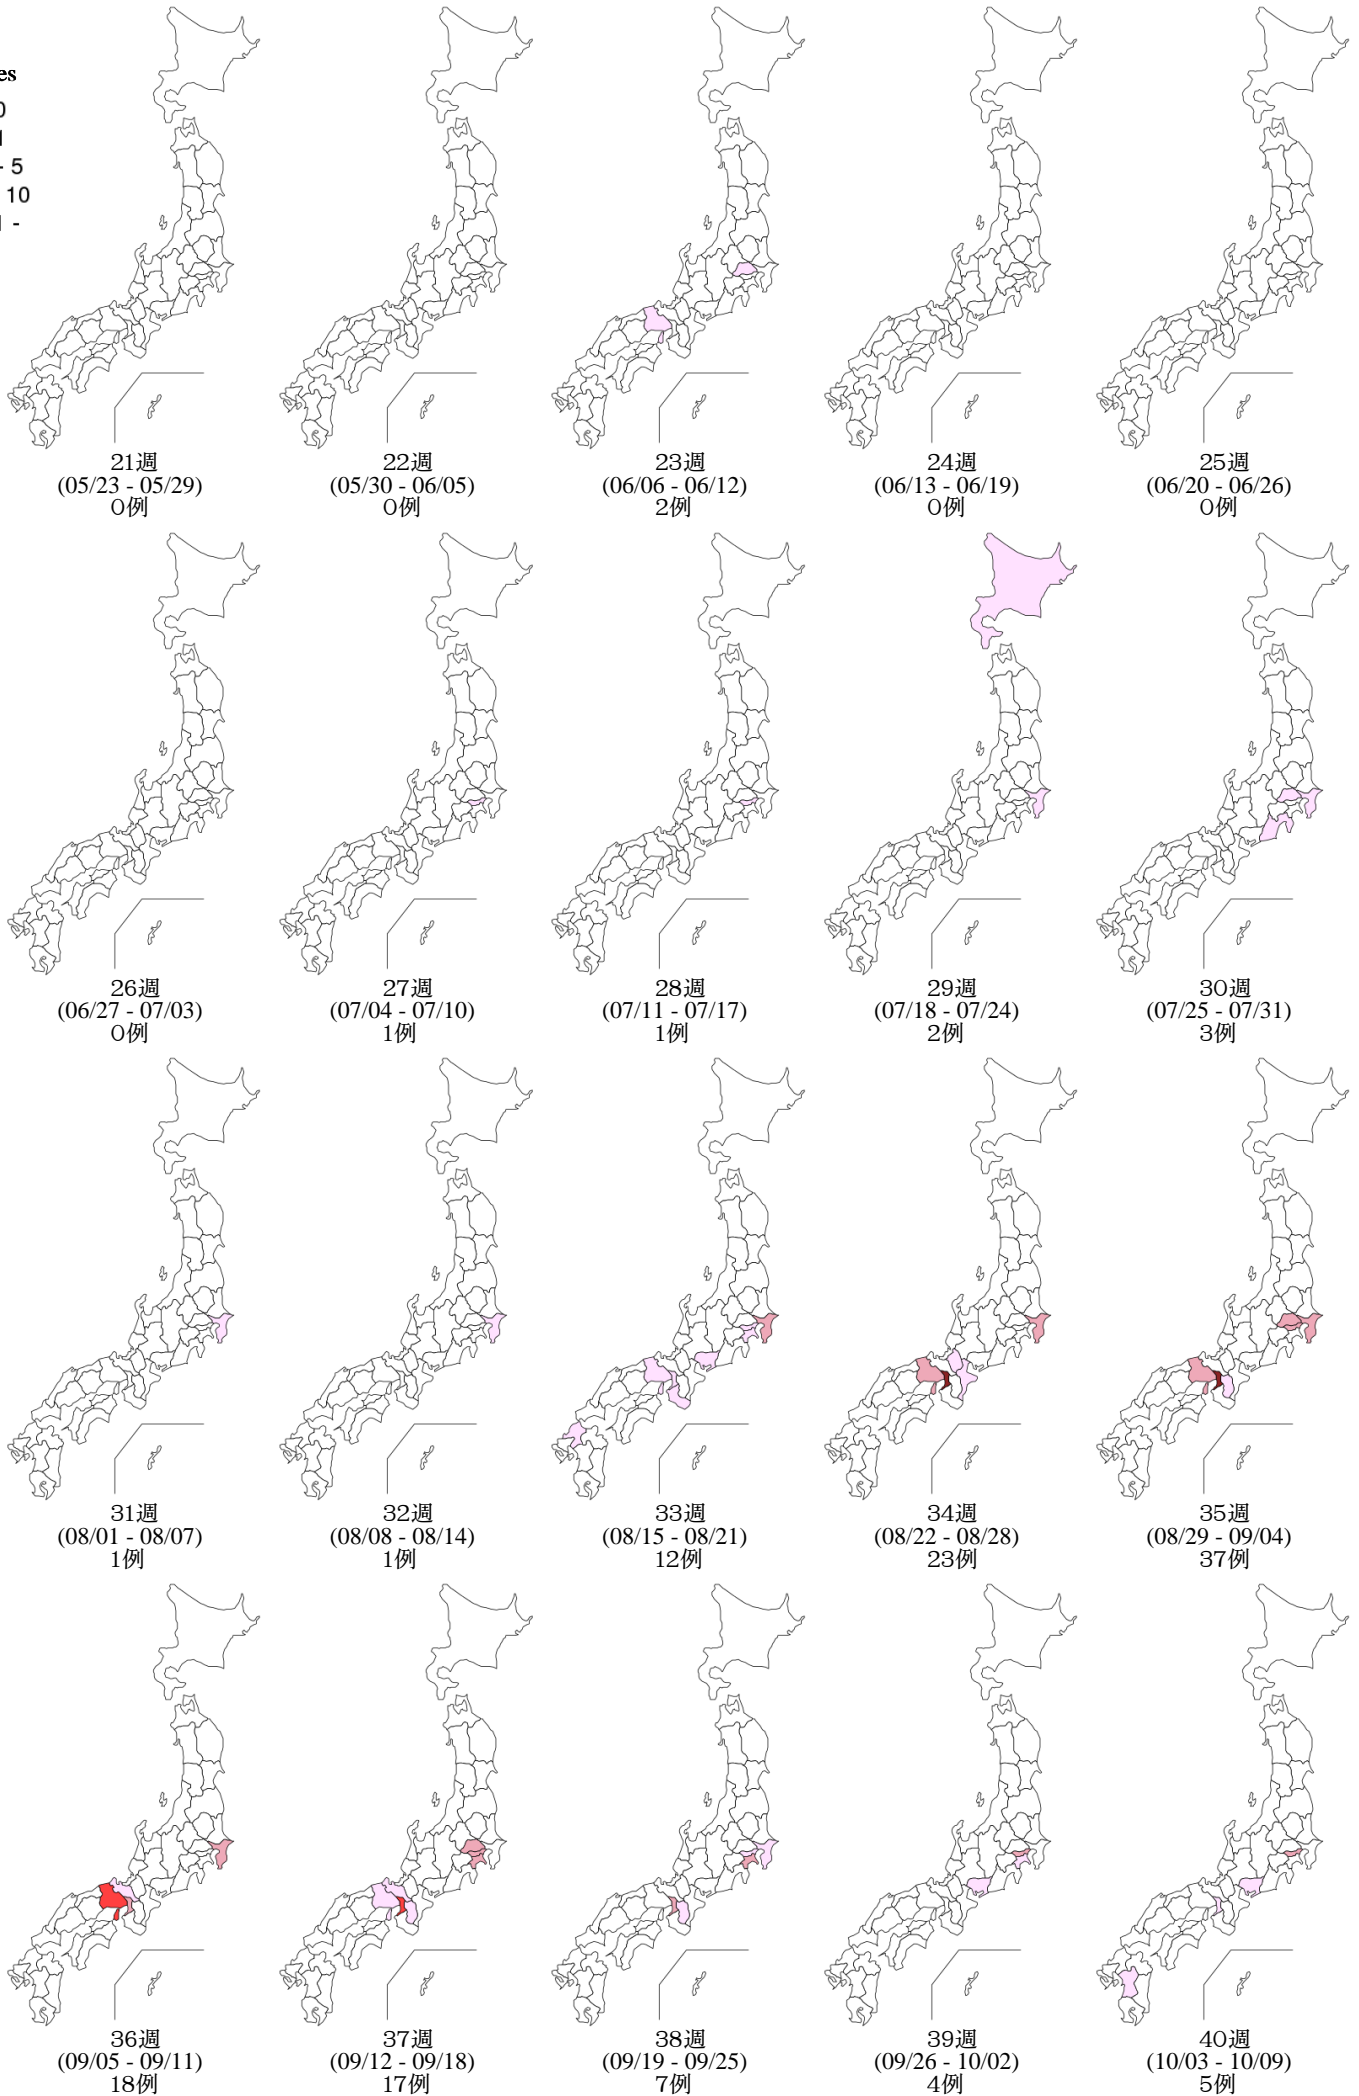 es
0
1
- 5
10
1 -
21週
(05/23 - 05/29)
0例
22週
(05/30 - 06/05)
0例
23週
(06/06 - 06/12)
2例
24週
(06/13 - 06/19)
0例
25週
(06/20 - 06/26)
0例
26週
(06/27 - 07/03)
0例
27週
(07/04 - 07/10)
1例
28週
(07/11 - 07/17)
1例
29週
(07/18 - 07/24)
2例
30週
(07/25 - 07/31)
3例
31週
(08/01 - 08/07)
1例
32週
(08/08 - 08/14)
1例
33週
(08/15 - 08/21)
12例
34週
(08/22 - 08/28)
23例
35週
(08/29 - 09/04)
37例
36週
(09/05 - 09/11)
18例
37週
(09/12 - 09/18)
17例
38週
(09/19 - 09/25)
7例
39週
(09/26 - 10/02)
4例
40週
(10/03 - 10/09)
5例